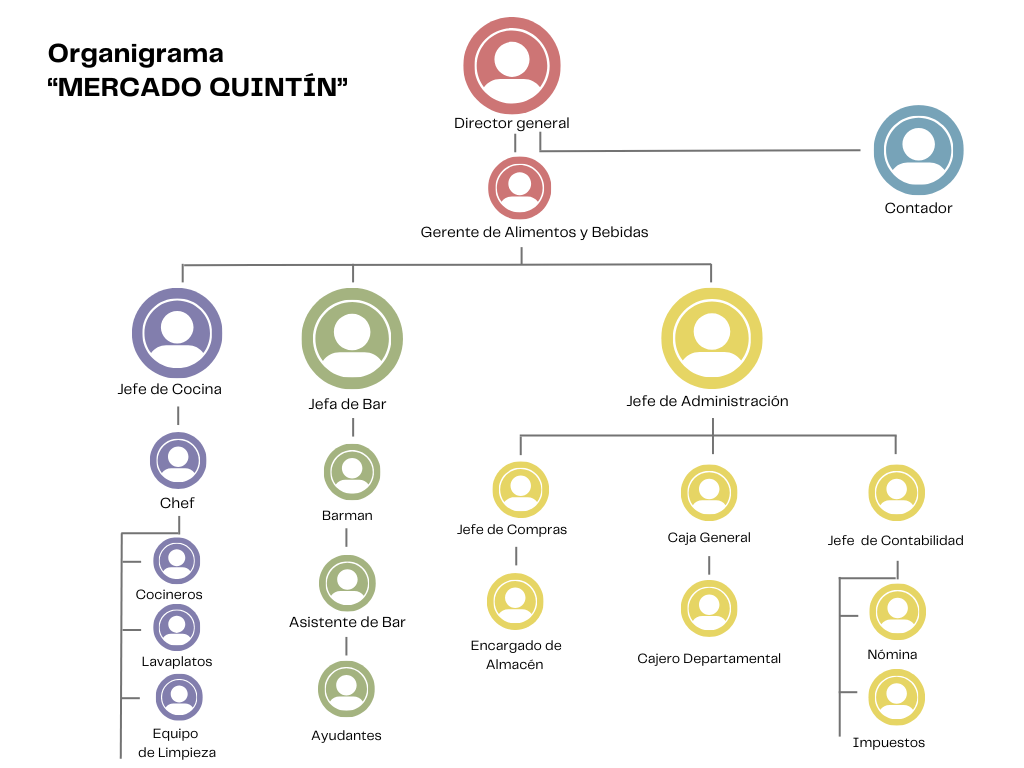 Organigrama
“MERCADO QUINTÍN”
Director general
Contador
Gerente de Alimentos y Bebidas
Jefe de Cocina
Jefa de Bar
Jefe de Administración
Chef
Barman
Jefe de Compras
Caja General
Jefe de Contabilidad
Cocineros
Asistente de Bar
Encargado de
Almacén
Cajero Departamental
Nómina
Lavaplatos
Equipo
de Limpieza
Ayudantes
Impuestos